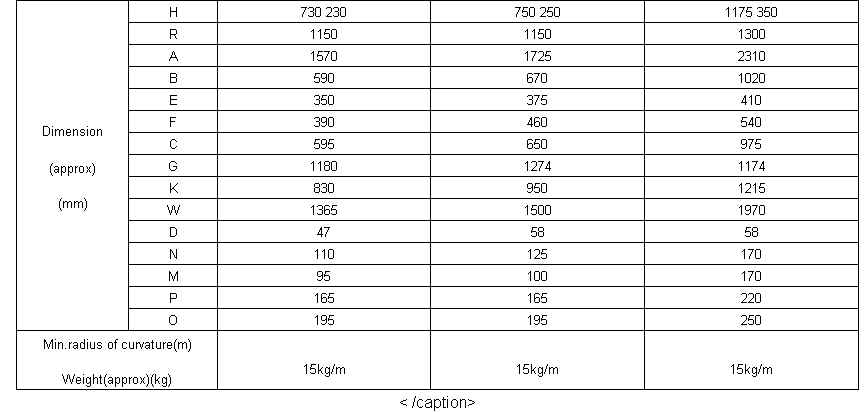 H 730 230 750 250 1175 350
R 1150 1150 1300
A 1570 1725 2310
B 590 670 1020
E 350 375 410
F 390 460 540
Dimension
C 595 650 975
(approx)
G 1180 1274 1174
K 830 950 1215
(mm)
W 1365 1500 1970
D 47 58 58
N 110 125 170
M 95 100 170
P 165 165 220
O 195 195 250
Min.radius of curvature(m)
Weight(approx)(kg) 15kg/m 15kg/m 15kg/m
< /caption>